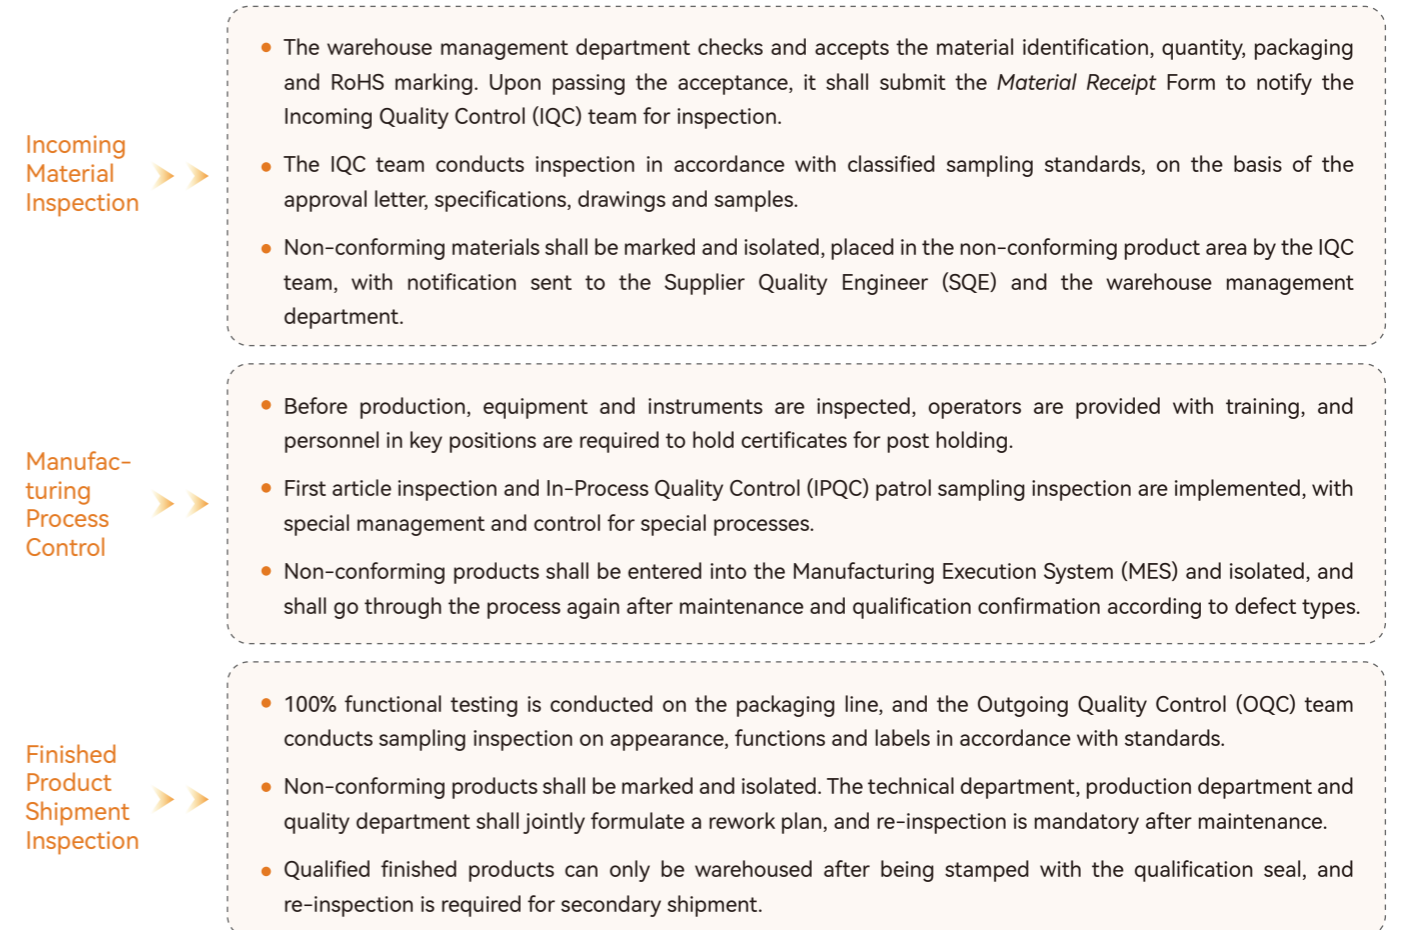 The warehouse management department checks and accepts the material identification, quantity, packaging
and RoHS marking. Upon passing the acceptance, it shall submit the Material Receipt Form to notify the
Incoming Quality Control (IQC) team for inspection.
Incoming
Material
Inspection
The IQC team conducts inspection in accordance with classified sampling standards, on the basis of the
approval letter, specifications, drawings and samples.
Non-conforming materials shall be marked and isolated, placed in the non-conforming product area by the IQC
team, with notification sent to the Supplier Quality Engineer (SQE) and the warehouse management
department.
Manufac-
turing
Process
Control
Before production, equipment and instruments are inspected, operators are provided with training, and
personnel in key positions are required to hold certificates for post holding.
First article inspection and In-Process Quality Control (IPQC) patrol sampling inspection are implemented, with
special management and control for special processes.
Non-conforming products shall be entered into the Manufacturing Execution System (MES) and isolated, and
shall go through the process again after maintenance and qualification confirmation according to defect types.
Finished
Product
Shipment
Inspection
100% functional testing is conducted on the packaging line, and the Outgoing Quality Control (OQC) team
conducts sampling inspection on appearance, functions and labels in accordance with standards.
Non-conforming products shall be marked and isolated. The technical department, production department and
quality department shall jointly formulate a rework plan, and re-inspection is mandatory after maintenance.
Qualified finished products can only be warehoused after being stamped with the qualification seal, and
re-inspection is required for secondary shipment.